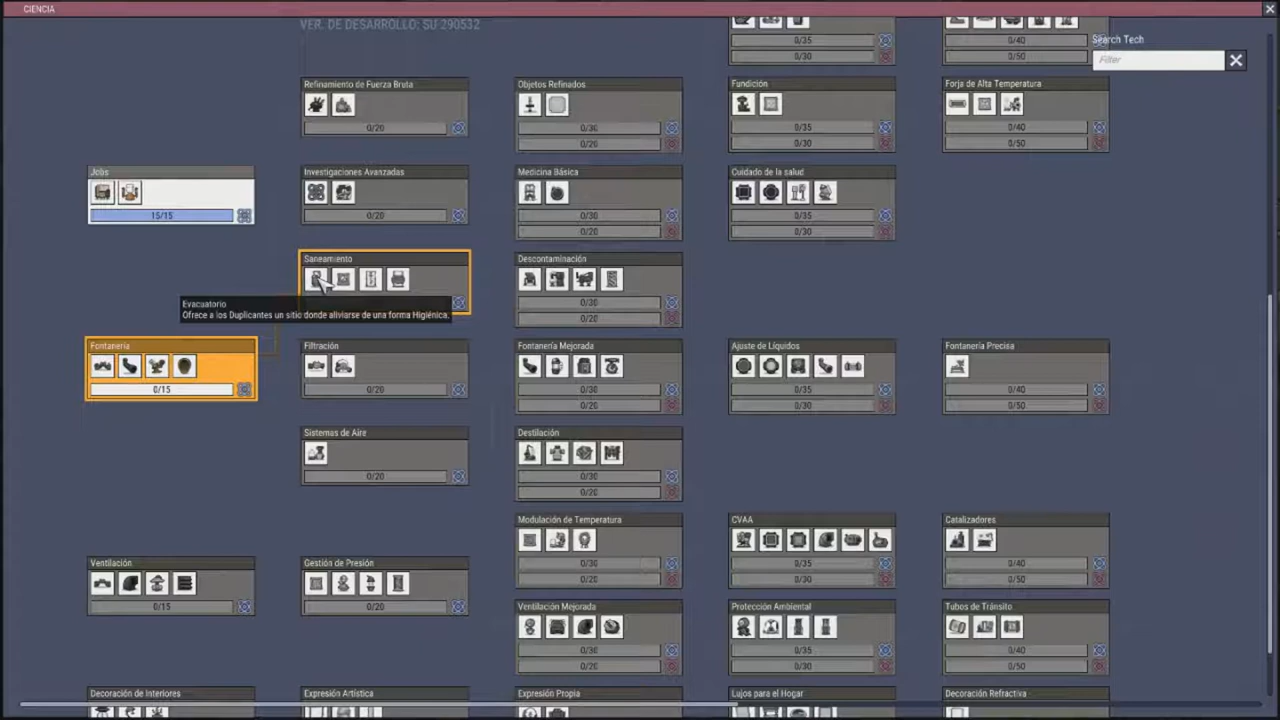 CIENCIA
VER. DE DESARROLLO: SU 290532
Search Tech
Filter
0/35
0/30
0/40
0/50
Refinamiento de Fuerza Bruta
0/20
Objetos Refinados
0/30
0/20
Fundición
0/35
0/30
Forja de Alta Temperatura
0/40
0/50
Jobs
15/15
Investigaciones Avanzadas
0/20
Medicina Básica
0/30
0/20
Cuidado de la salud
0/35
0/30
Saneamiento
Descontaminación
0/30
0/20
Evacuatorio
Ofrece a los Duplicantes un sitio donde aliviarse de una forma Higiénica.
Fontanería
0/15
Filtración
0/20
Fontanería Mejorada
0/30
0/20
Ajuste de Líquidos
0/35
0/30
Fontanería Precisa
0/40
0/50
Sistemas de Aire
0/20
Destilación
0/30
0/20
Modulación de Temperatura
0/30
0/20
CVAA
0/35
0/30
Catalizadores
0/40
0/50
Ventilación
0/15
Gestión de Presión
0/20
Ventilación Mejorada
0/30
0/20
Protección Ambiental
0/35
0/30
Tubos de Tránsito
0/40
0/50
Decoración de Interiores
Expresión Artística
Expresión Propia
Lujos para el Hogar
Decoración Refractiva